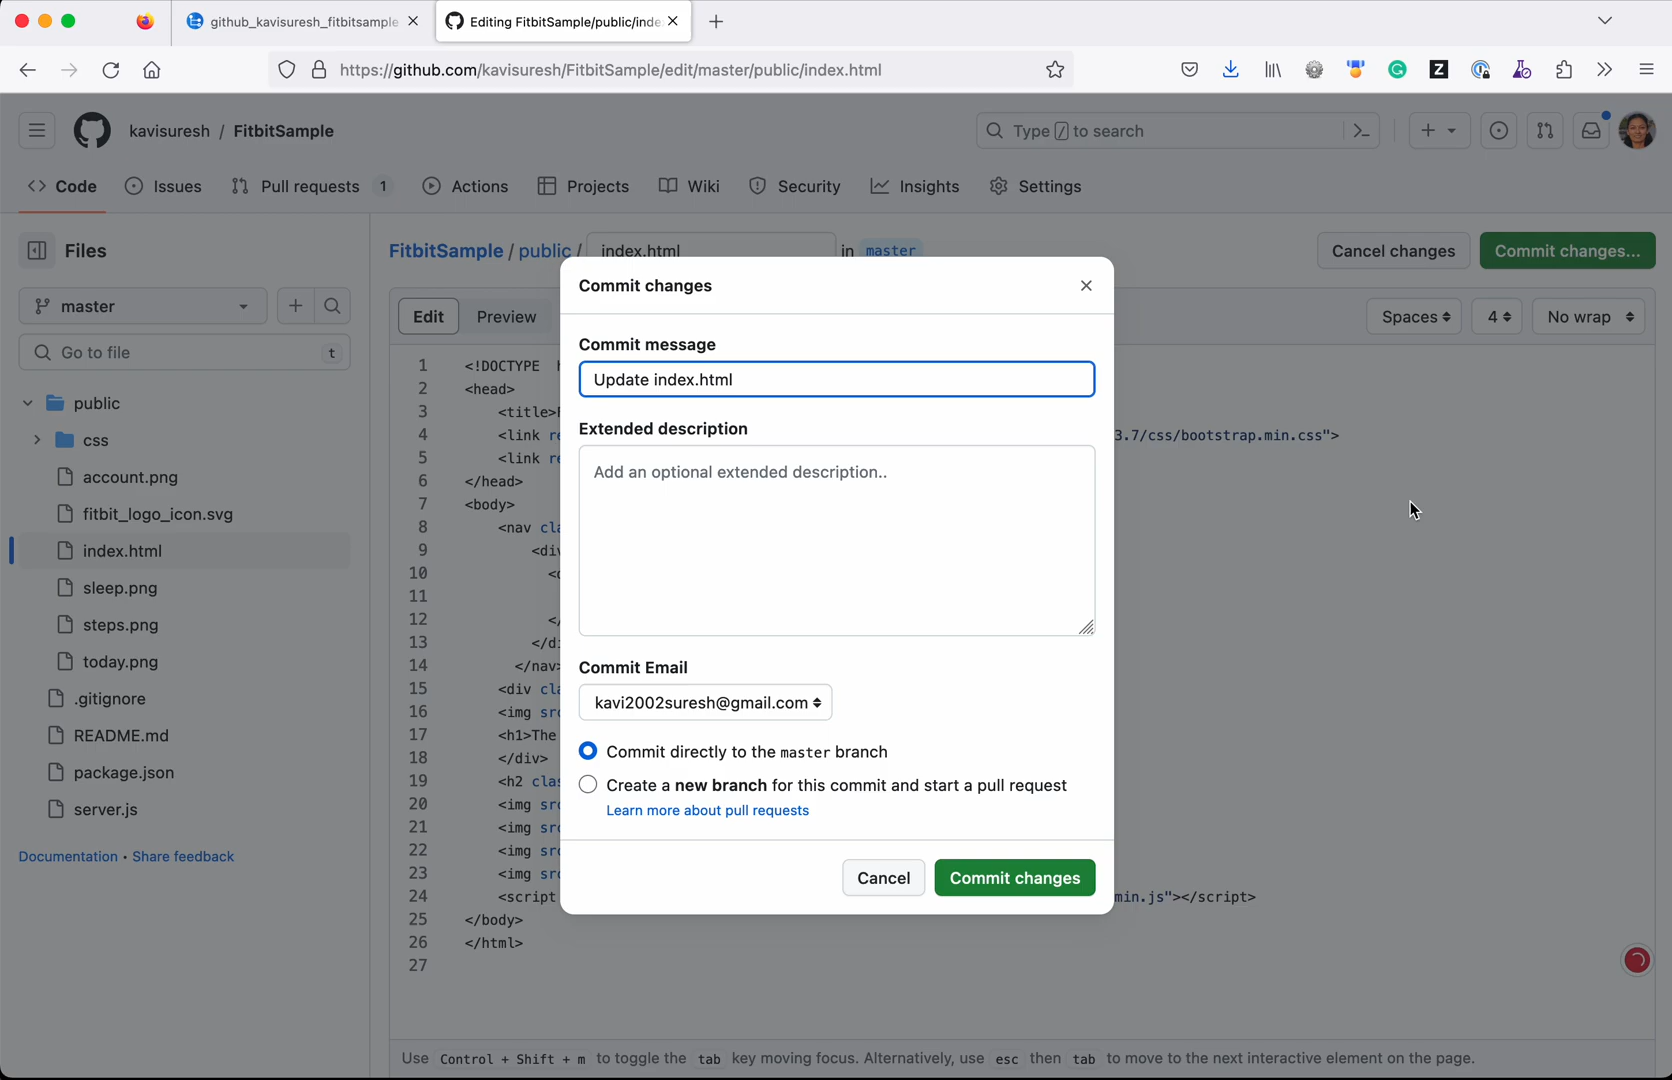 github_kavisuresh_fitbitsample
Editing FitbitSample/public/inde
https://github.com/kavisuresh/FitbitSample/edit/master/public/index.html
kavisuresh / FitbitSample
Type / to search
Code
Issues
Pull requests 1
Actions
Projects
Wiki
Security
Insights
Settings
Files
FitbitSample / public / index.html in master
Cancel changes
Commit changes...
master
Edit
Preview
Spaces
4
No wrap
Go to file t
public
css
account.png
fitbit_logo_icon.svg
index.html
sleep.png
steps.png
today.png
.gitignore
README.md
package.json
server.js
Documentation • Share feedback
1 <!DOCTYPE
2 <head>
3 <title>
4 <link re 3.7/css/bootstrap.min.css">
5 <link re
6 </head>
7 <body>
8 <nav cla
9 <div
10 <
11
12 </
13 </di
14 </nav>
15 <div cla
16 <img src
17 <h1>The
18 </div>
19 <h2 clas
20 <img src
21 <img src
22 <img src
23 <img src
24 <script min.js"></script>
25 </body>
26 </html>
27
Commit changes
Commit message
Update index.html
Extended description
Add an optional extended description..
Commit Email
kavi2002suresh@gmail.com
Commit directly to the master branch
Create a new branch for this commit and start a pull request
Learn more about pull requests
Cancel
Commit changes
Use Control + Shift + m to toggle the tab key moving focus. Alternatively, use esc then tab to move to the next interactive element on the page.